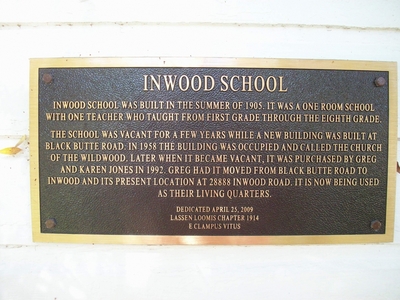 INWOOD SCHOOL
INWOOD SCHOOL WAS BUILT IN THE SUMMER OF 1905. IT WAS A ONE ROOM SCHOOL
WITH ONE TEACHER WHO TAUGHT FROM FIRST GRADE THROUGH THE EIGHTH GRADE.
THE SCHOOL WAS VACANT FOR A FEW YEARS WHILE A NEW BUILDING WAS BUILT AT
BLACK BUTTE ROAD. IN 1958 THE BUILDING WAS OCCUPIED AND CALLED THE CHURCH
OF THE WILDWOOD. LATER WHEN IT BECAME VACANT, IT WAS PURCHASED BY GREG
AND KAREN JONES IN 1992. GREG HAD IT MOVED FROM BLACK BUTTE ROAD TO
INWOOD AND ITS PRESENT LOCATION AT 28888 INWOOD ROAD. IT IS NOW BEING USED
AS THEIR LIVING QUARTERS.
DEDICATED APRIL 25, 2009
LASSEN LOOMIS CHAPTER 1914
E CLAMPUS VITUS